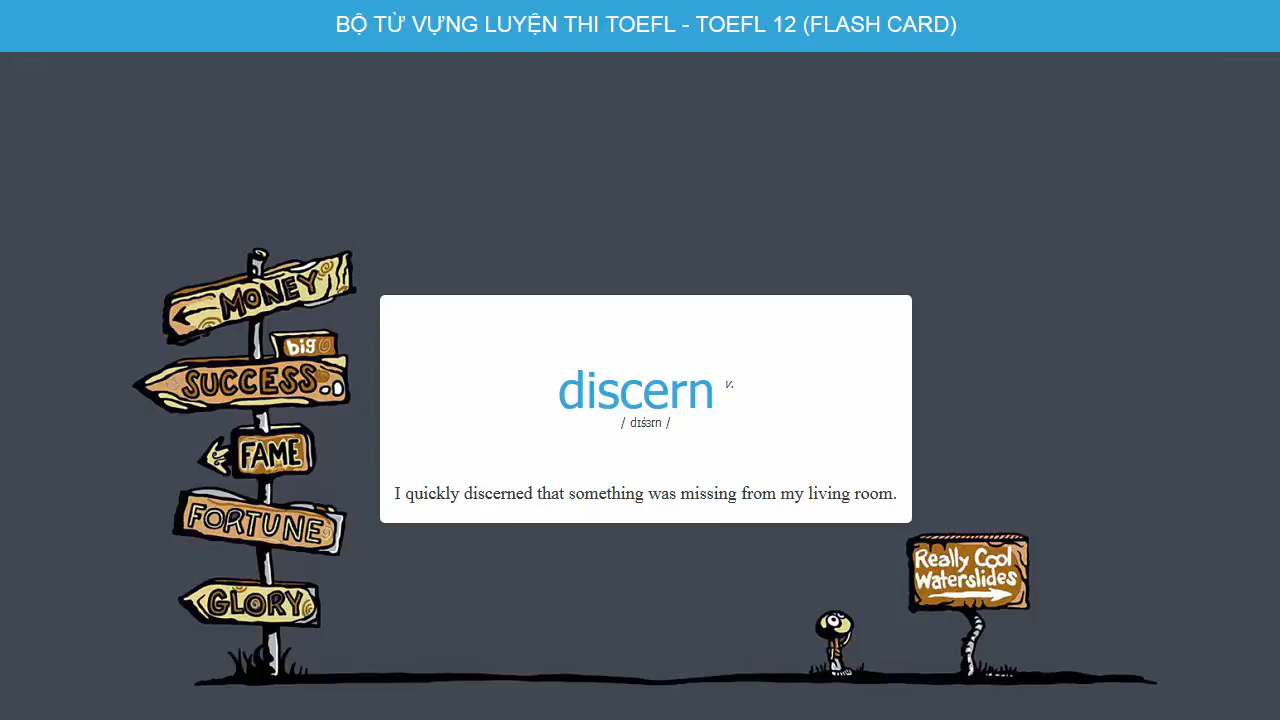 BỘ TỪ VỰNG LUYỆN THI TOEFL - TOEFL 12 (FLASH CARD)
MONEY
big
SUCCESS
FAME
FORTUNE
GLORY
discern v.
/ dɪsɜrn /
I quickly discerned that something was missing from my living room.
Really Cool
Waterslides